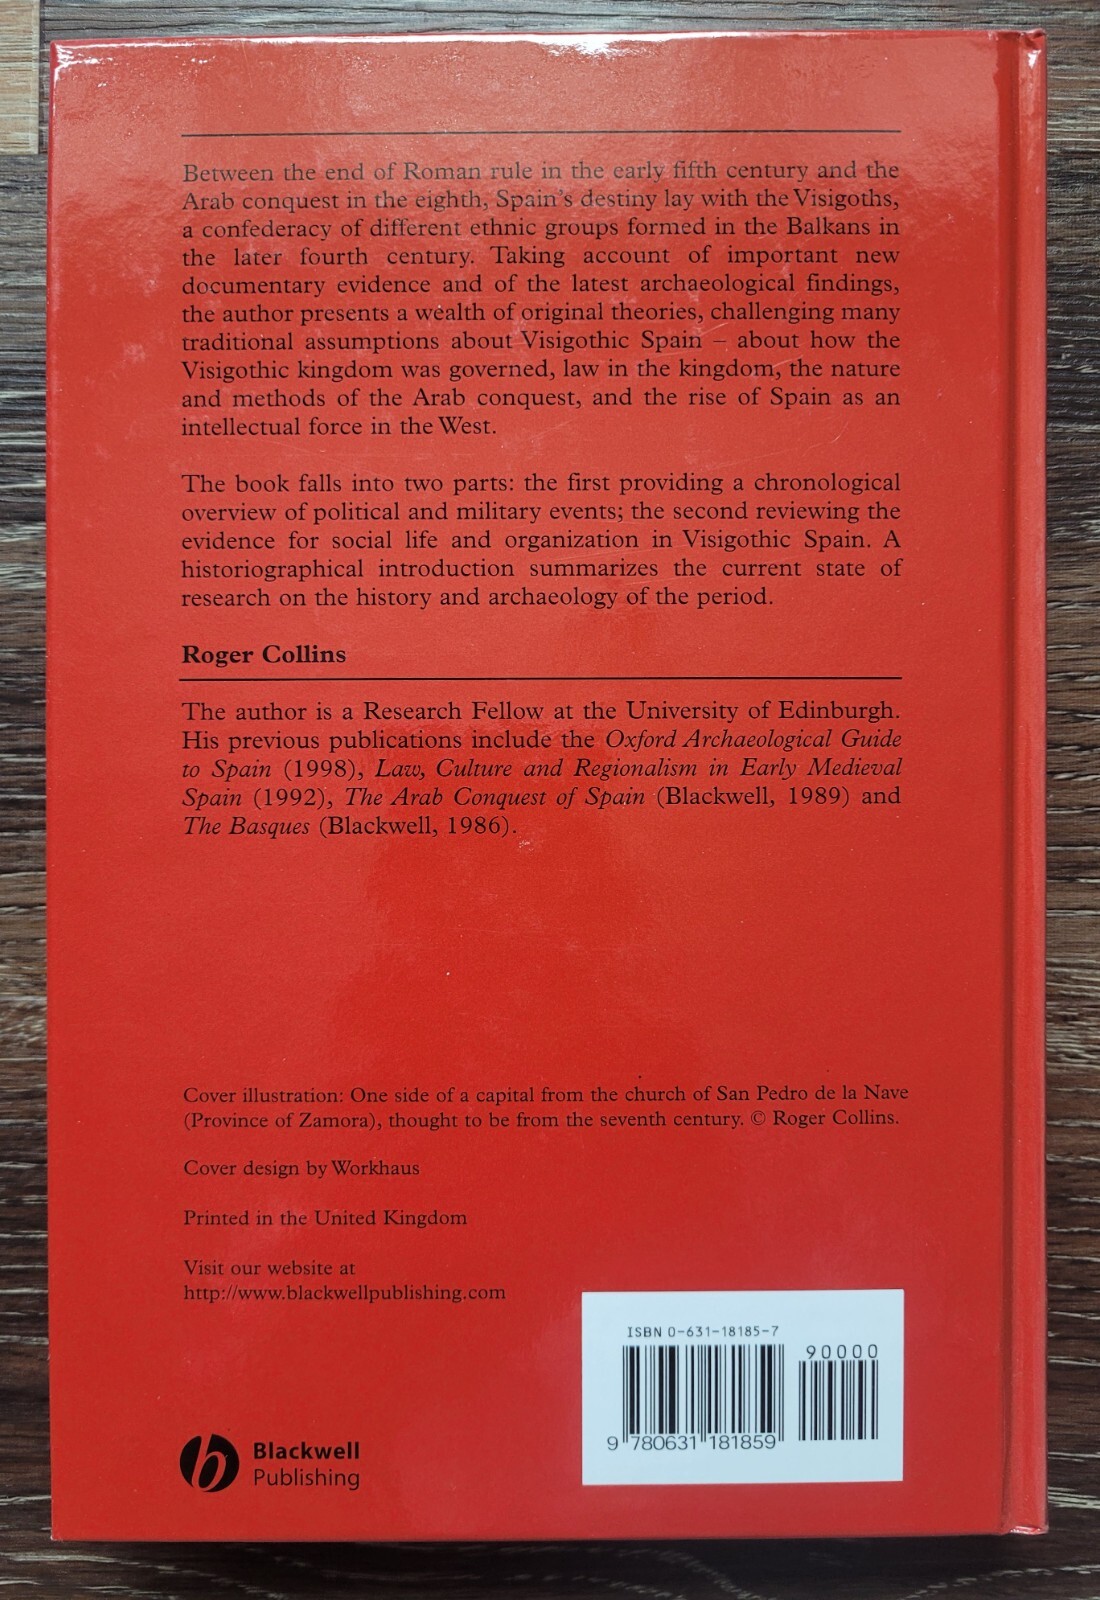 Between the end of Roman rule in the early fifth century and the
Arab conquest in the eighth, Spain's destiny lay with the Visigoths,
a confederacy of different ethnic groups formed in the Balkans in
the later fourth century. Taking account of important new
documentary evidence and of the latest archaeological findings,
the author presents a wealth of original theories, challenging many
traditional assumptions about Visigothic Spain – about how the
Visigothic kingdom was governed, law in the kingdom, the nature
and methods of the Arab conquest, and the rise of Spain as an
intellectual force in the West.
The book falls into two parts: the first providing a chronological
overview of political and military events; the second reviewing the
evidence for social life and organization in Visigothic Spain. A
historiographical introduction summarizes the current state of
research on the history and archaeology of the period.
Roger Collins
The author is a Research Fellow at the University of Edinburgh.
His previous publications include the Oxford Archaeological Guide
to Spain (1998), Law, Culture and Regionalism in Early Medieval
Spain (1992), The Arab Conquest of Spain (Blackwell, 1989) and
The Basques (Blackwell, 1986).
Cover illustration: One side of a capital from the church of San Pedro de la Nave
(Province of Zamora), thought to be from the seventh century. © Roger Collins.
Cover design by Workhaus
Printed in the United Kingdom
Visit our website at
http://www.blackwellpublishing.com
ISBN 0-631-18185-7
90000
9 780631 181859
b Blackwell
Publishing